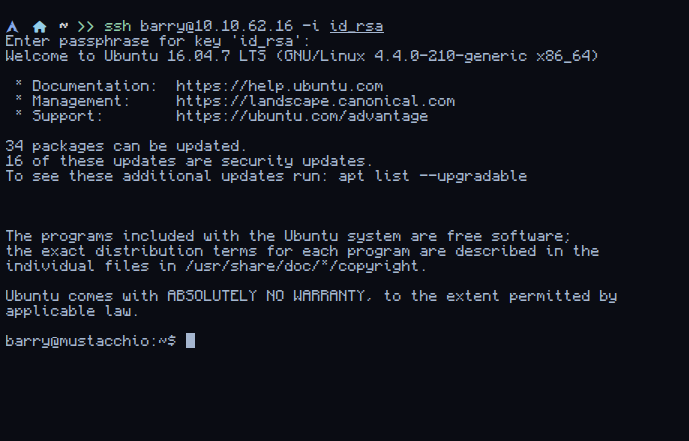 ~ >> ssh barry@10.10.62.16 -i id_rsa
Enter passphrase for key 'id_rsa':
Welcome to Ubuntu 16.04.7 LTS (GNU/Linux 4.4.0-210-generic x86_64)
* Documentation:  https://help.ubuntu.com
* Management:     https://landscape.canonical.com
* Support:        https://ubuntu.com/advantage
34 packages can be updated.
16 of these updates are security updates.
To see these additional updates run: apt list --upgradable
The programs included with the Ubuntu system are free software;
the exact distribution terms for each program are described in the
individual files in /usr/share/doc/*/copyright.
Ubuntu comes with ABSOLUTELY NO WARRANTY, to the extent permitted by
applicable law.
barry@mustacchio:~$